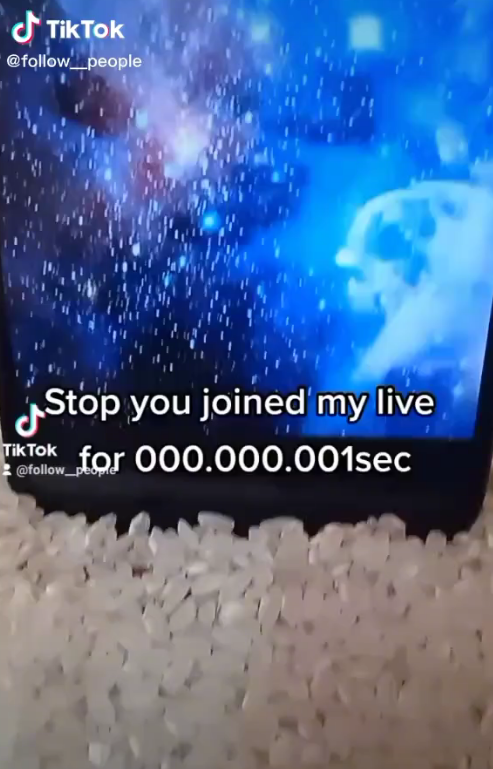 TikTok
@follow__people
Stop you joined my live
for 000.000.001sec
TikTok
@follow__people